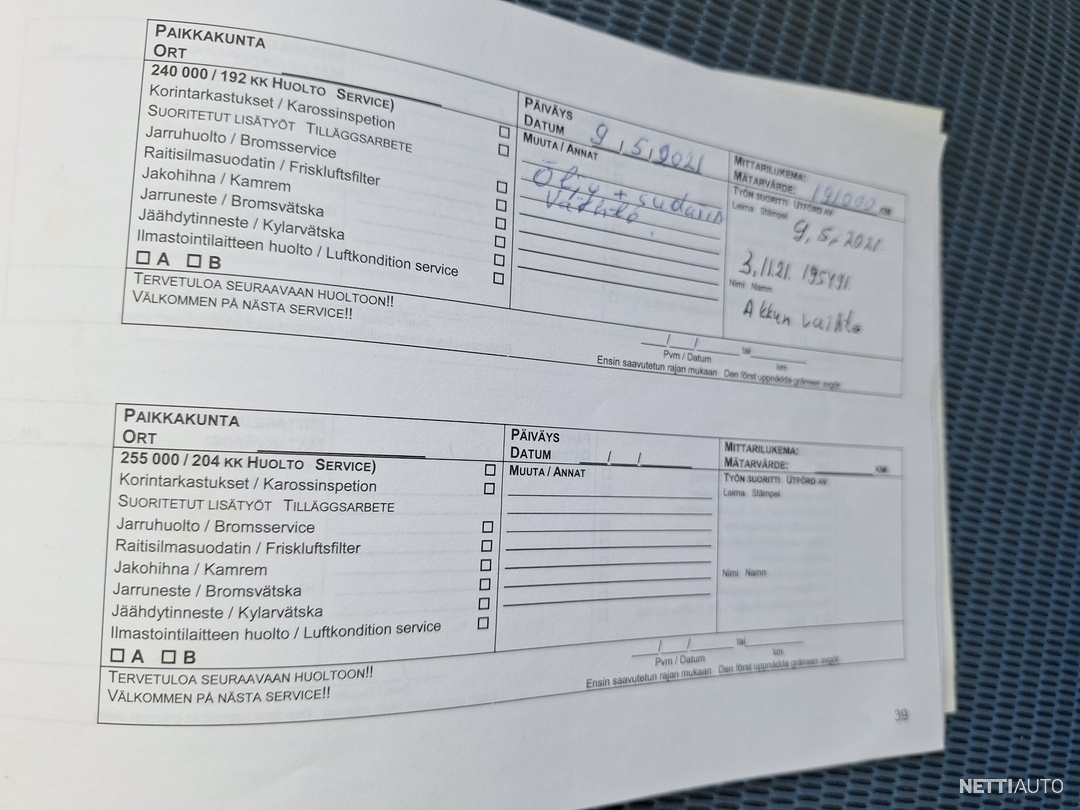 PAIKKAKUNTA
ORT
240 000 / 192 KK HUOLTO SERVICE)
Korintarkastukset / Karossinspetion
SUORITETUT LISÄTYÖT TILLÄGGSARBETE
Jarruhuolto / Bromsservice
Raitisilmasuodatin / Friskluftsfilter
Jakohihna / Kamrem
Jarruneste / Bromsvätska
Jäähdytinneste / Kylarvätska
Ilmastointilaitteen huolto / Luftkondition service
A B
TERVETULOA SEURAAVAAN HUOLTOON!!
VÄLKOMMEN PÅ NÄSTA SERVICE!!
PÄIVÄYS
DATUM 9,5,2021
MUUTA / ANNAT
Öljy + sudatin
Vaihto.
MITTARILUKEMA:
MÄTARVÄRDE: 191000 KM
TYÖN SUORITTI UTFÖRD AV
Leima Stämpel
9.5.2021
3.11.21. 195491
Nimi Namn
Akkun vaihto
/ / tai
Pvm / Datum km
Ensin saavutetun rajan mukaan Den först uppnådda gränsen avgör
PAIKKAKUNTA
ORT
255 000 / 204 KK HUOLTO SERVICE)
Korintarkastukset / Karossinspetion
SUORITETUT LISÄTYÖT TILLÄGGSARBETE
Jarruhuolto / Bromsservice
Raitisilmasuodatin / Friskluftsfilter
Jakohihna / Kamrem
Jarruneste / Bromsvätska
Jäähdytinneste / Kylarvätska
Ilmastointilaitteen huolto / Luftkondition service
A B
TERVETULOA SEURAAVAAN HUOLTOON!!
VÄLKOMMEN PÅ NÄSTA SERVICE!!
PÄIVÄYS
DATUM / /
MUUTA / ANNAT
MITTARILUKEMA:
MÄTARVÄRDE: KM
TYÖN SUORITTI UTFÖRD AV
Leima Stämpel
Nimi Namn
/ / tai
Pvm / Datum km
Ensin saavutetun rajan mukaan Den först uppnådda gränsen avgör
39
NETTIAUTO